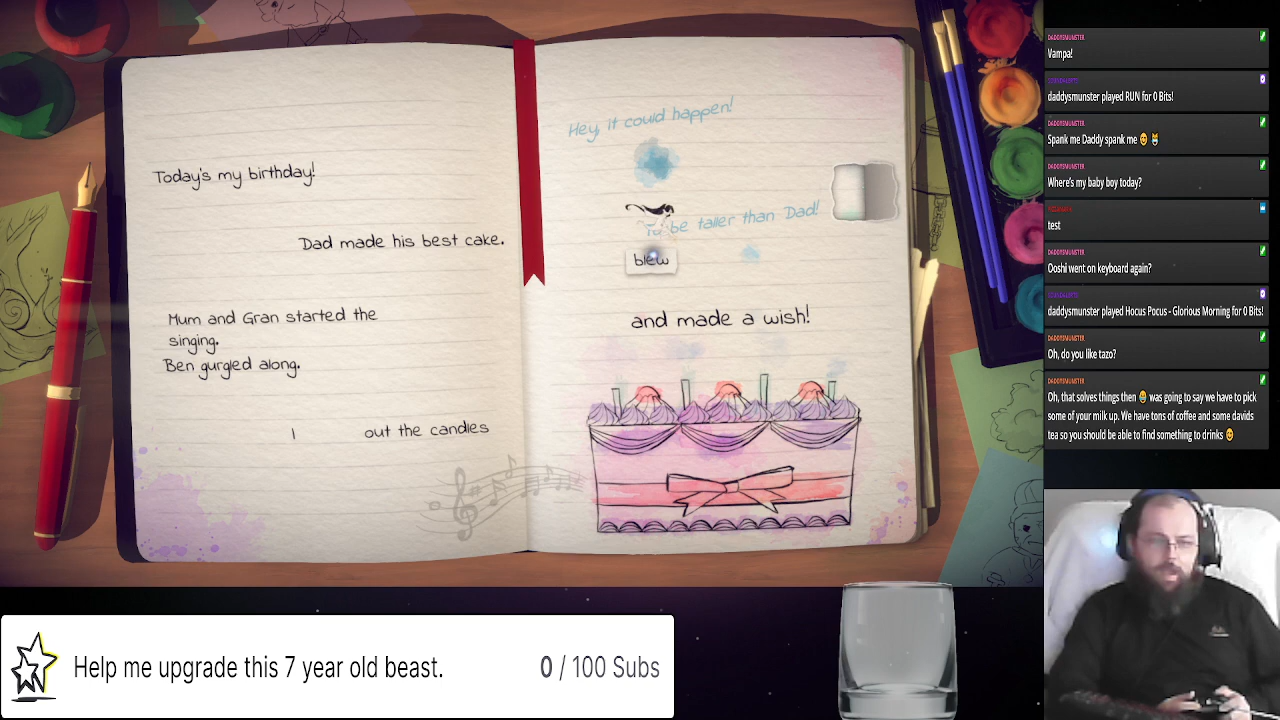 Today's my birthday!
Dad made his best cake.
Mum and Gran started the
singing.
Ben gurgled along.
I out the candles
Hey, it could happen!
be taller than Dad!
blew
and made a wish!
DADDYSMUNSTER
Vampa!
daddysmunster played RUN for 0 Bits!
DADDYSMUNSTER
Spank me Daddy spank me
DADDYSMUNSTER
Where's my baby boy today?
test
DADDYSMUNSTER
Ooshi went on keyboard again?
daddysmunster played Hocus Pocus - Glorious Morning for 0 Bits!
DADDYSMUNSTER
Oh, do you like tazo?
DADDYSMUNSTER
Oh, that solves things then was going to say we have to pick
some of your milk up. We have tons of coffee and some davids
tea so you should be able to find something to drinks
Help me upgrade this 7 year old beast.
0 / 100 Subs